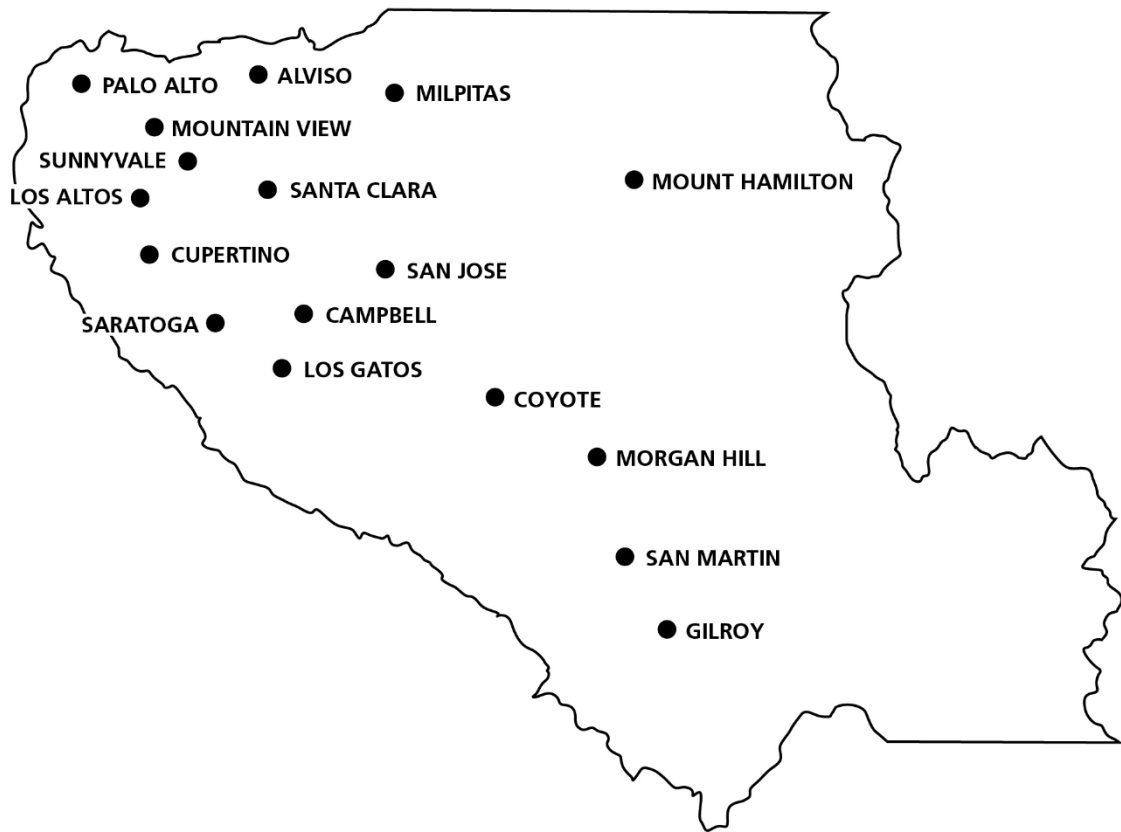 ALVISO
PALO ALTO
MILPITAS
MOUNTAIN VIEW
SUNNYVALE
MOUNT HAMILTON
SANTA CLARA
LOS ALTOS
CUPERTINO
SAN JOSE
CAMPBELL
SARATOGA
LOS GATOS
COYOTE
MORGAN HILL
SAN MARTIN
GILROY